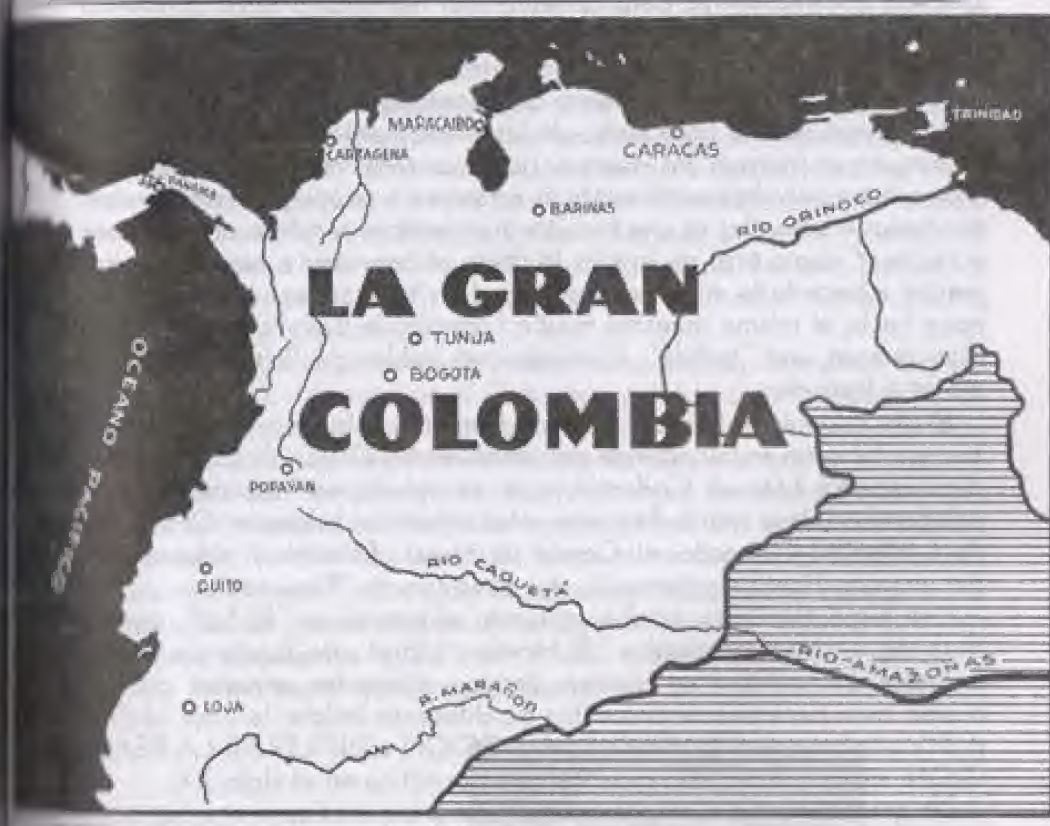 TRINIDAD
MARACAIBO
CARTAGENA
CARACAS
PANAMA
BARINAS
RIO ORINOCO
LA GRAN
TUNJA
BOGOTA
COLOMBIA
OCEANO PACIFICO
POPAYAN
RIO CAQUETÁ
QUITO
RIO-AMAZONAS
R. MARAÑON
LOJA